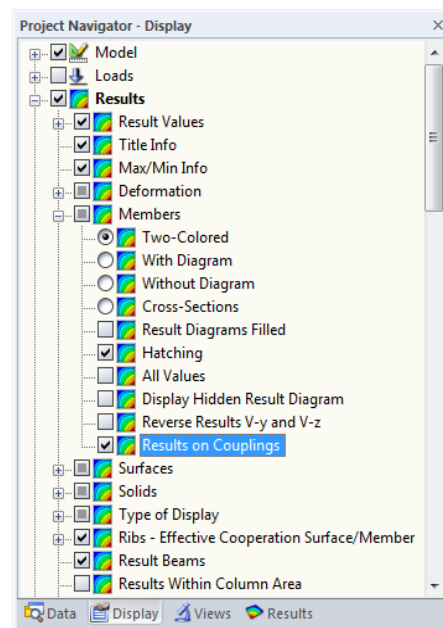 Project Navigator - Display
Model
Loads
Results
Result Values
Title Info
Max/Min Info
Deformation
Members
Two-Colored
With Diagram
Without Diagram
Cross-Sections
Result Diagrams Filled
Hatching
All Values
Display Hidden Result Diagram
Reverse Results V-y and V-z
Results on Couplings
Surfaces
Solids
Type of Display
Ribs - Effective Cooperation Surface/Member
Result Beams
Results Within Column Area
Data Display Views Results